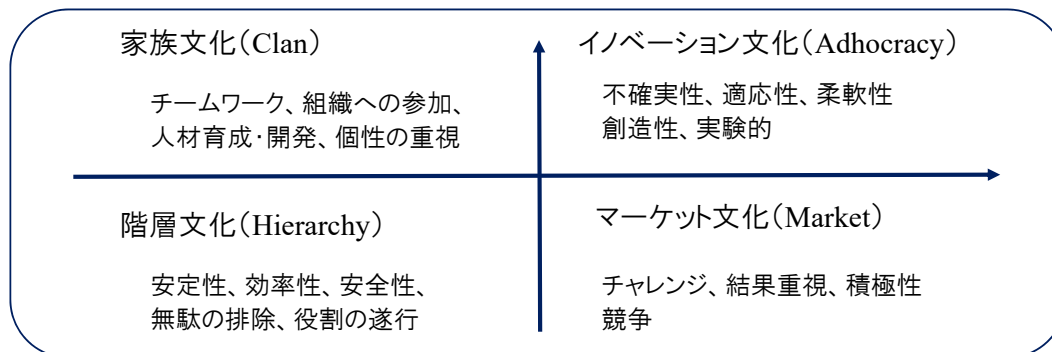 家族文化(Clan)
チームワーク、組織への参加、
人材育成・開発、個性の重視
イノベーション文化(Adhocracy)
不確実性、適応性、柔軟性
創造性、実験的
階層文化(Hierarchy)
安定性、効率性、安全性、
無駄の排除、役割の遂行
マーケット文化(Market)
チャレンジ、結果重視、積極性
競争